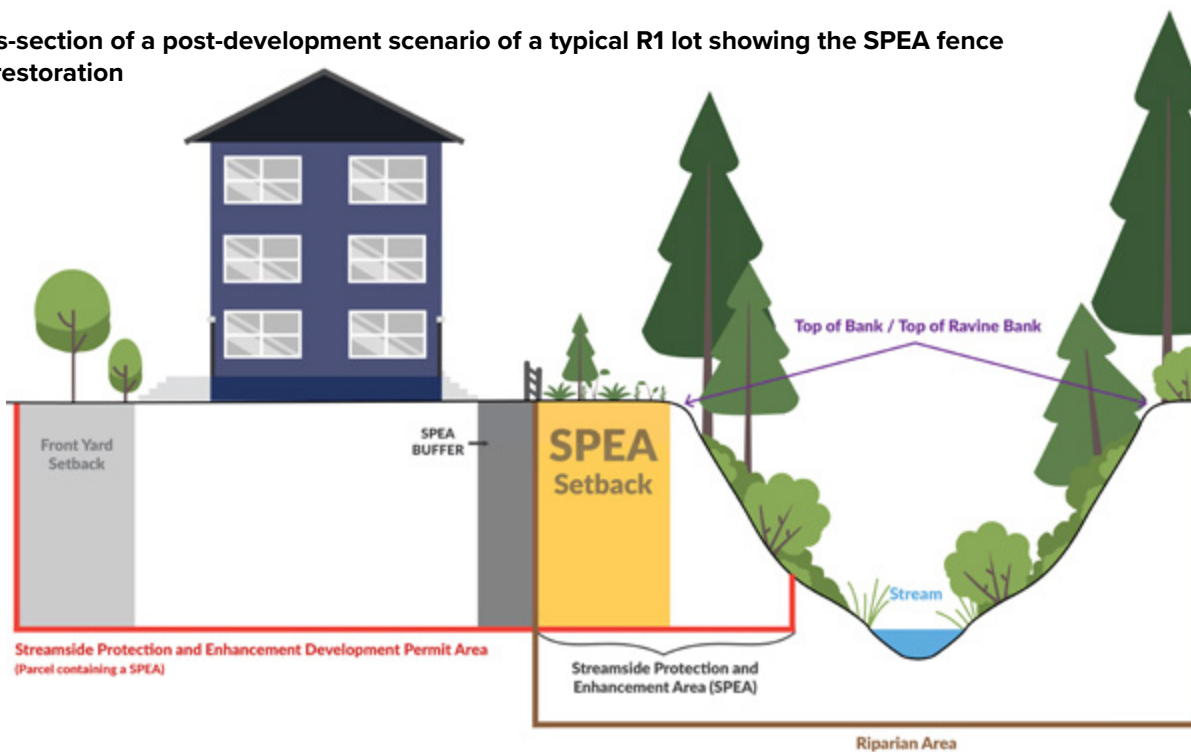 s-section of a post-development scenario of a typical R1 lot showing the SPEA fence
restoration
Top of Bank / Top of Ravine Bank
Front Yard
Setback
SPEA
BUFFER
SPEA
Setback
Stream
Streamside Protection and Enhancement Development Permit Area
(Parcel containing a SPEA)
Streamside Protection and
Enhancement Area (SPEA)
Riparian Area